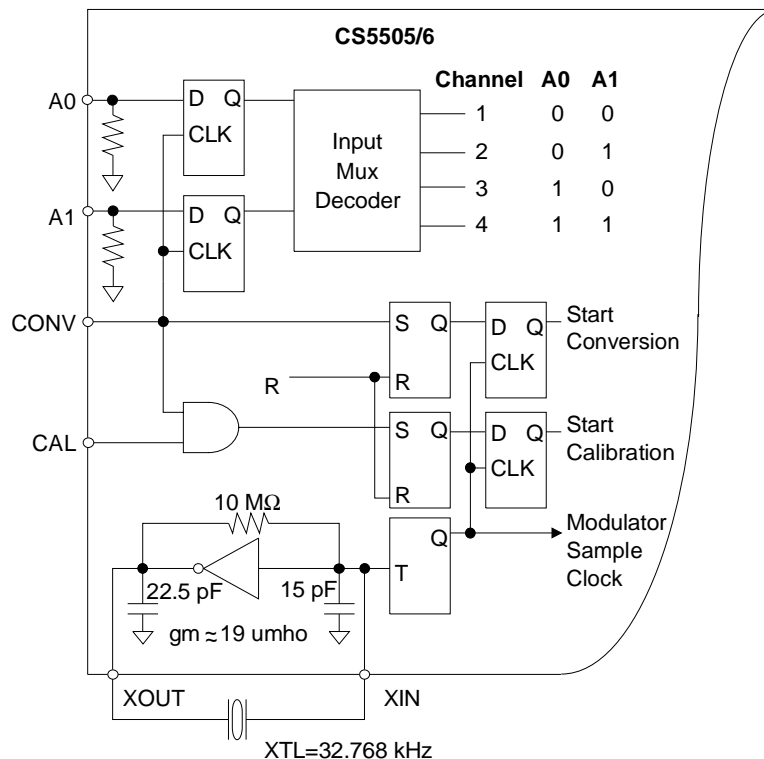 CS5505/6
Channel A0 A1
1 0 0
2 0 1
3 1 0
4 1 1
A0
D Q
CLK
Input
Mux
Decoder
A1
D Q
CLK
CONV
S Q
R
D Q
CLK
Start
Conversion
R
CAL
S Q
R
D Q
CLK
Start
Calibration
10 MΩ
22.5 pF
15 pF
gm ≈ 19 umho
T
Q
Modulator
Sample
Clock
XOUT
XIN
XTL=32.768 kHz